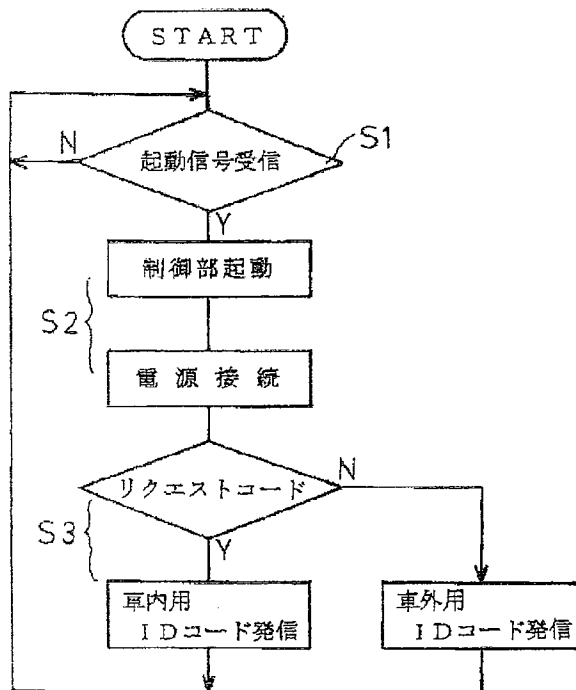 START
起動信号受信
S1
N
Y
制御部起動
S2
電源接続
リクエストコード
N
S3
Y
車内用
IDコード発信
車外用
IDコード発信